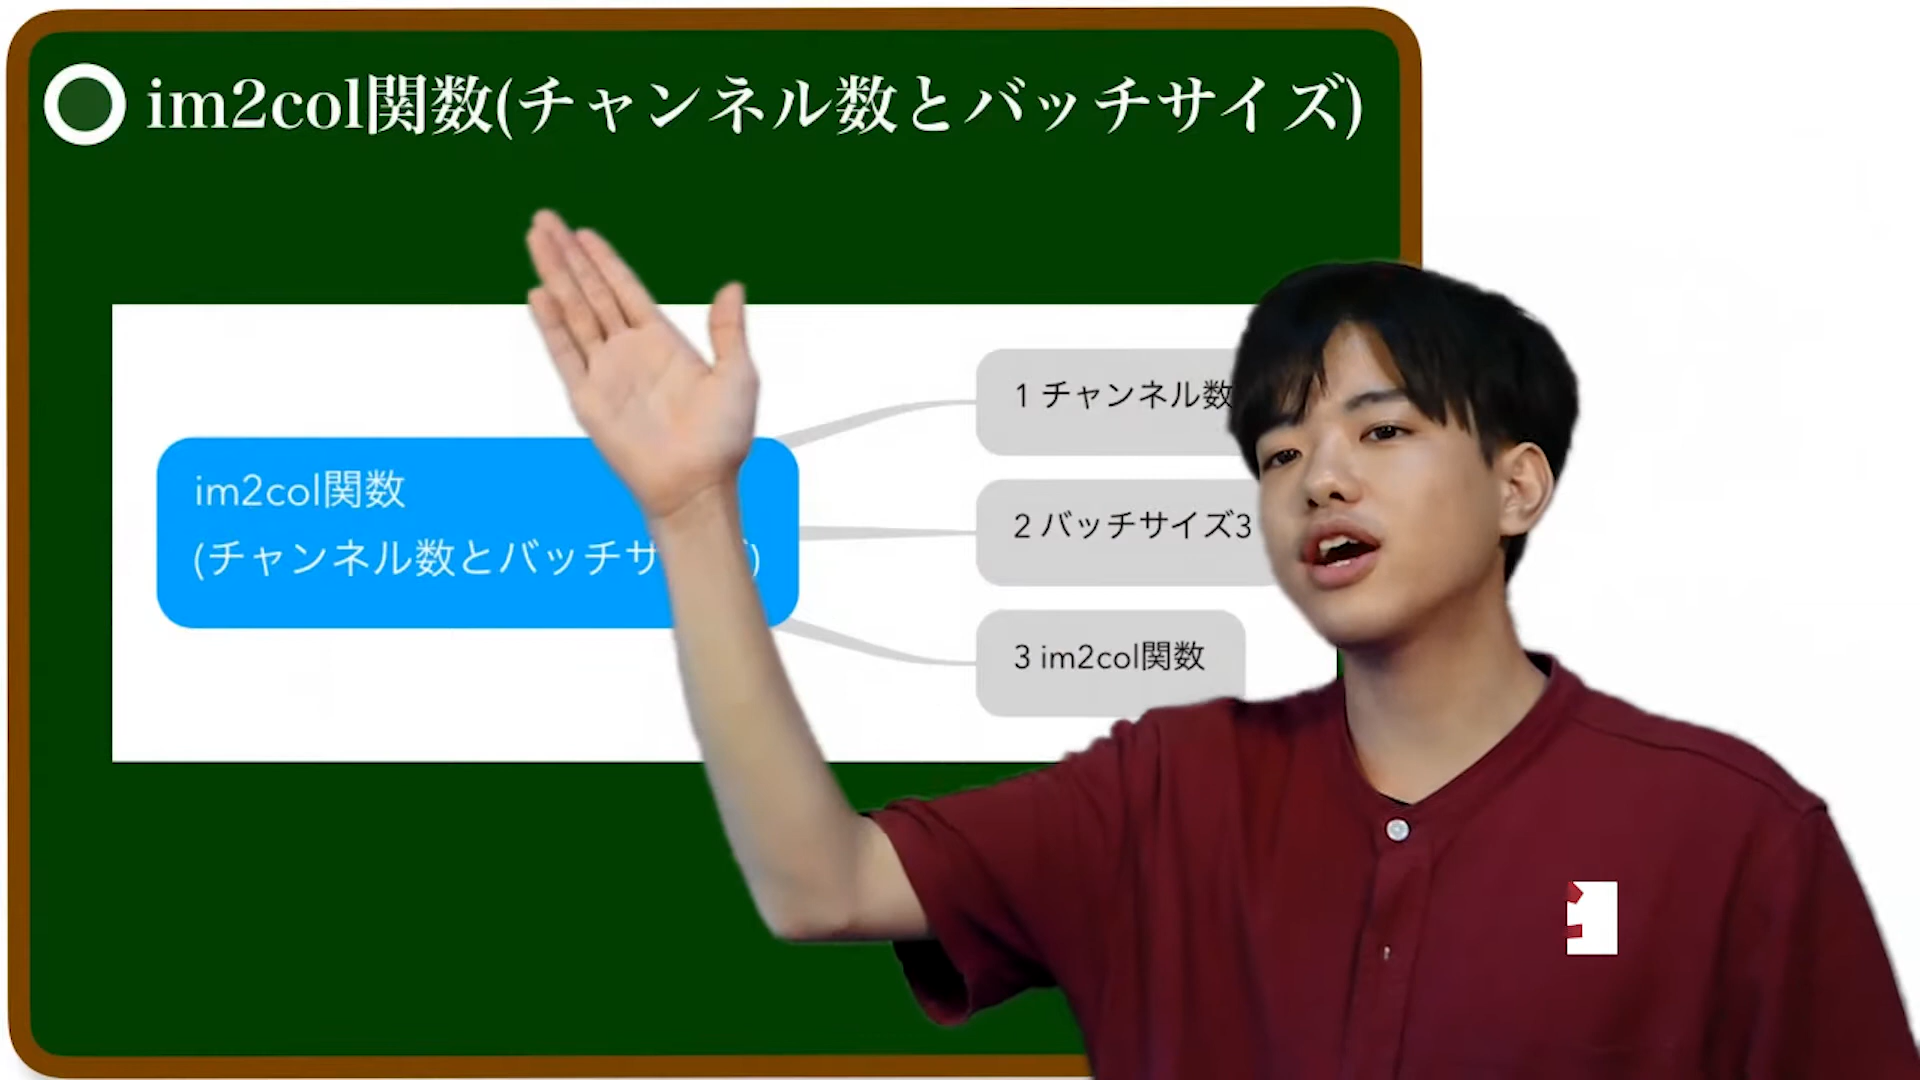 im2col関数(チャンネル数とバッチサイズ)
im2col関数
(チャンネル数とバッチサ
1 チャンネル数
2 バッチサイズ3
3 im2col関数